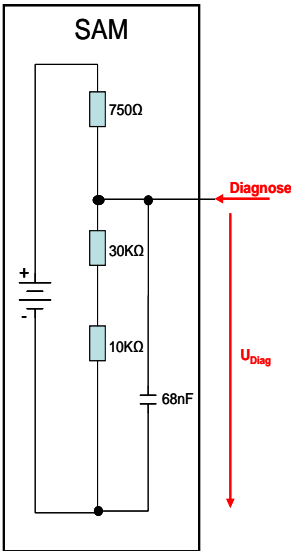 SAM
750Ω
Diagnose
30KΩ
+
-
10KΩ
U_Diag
68nF